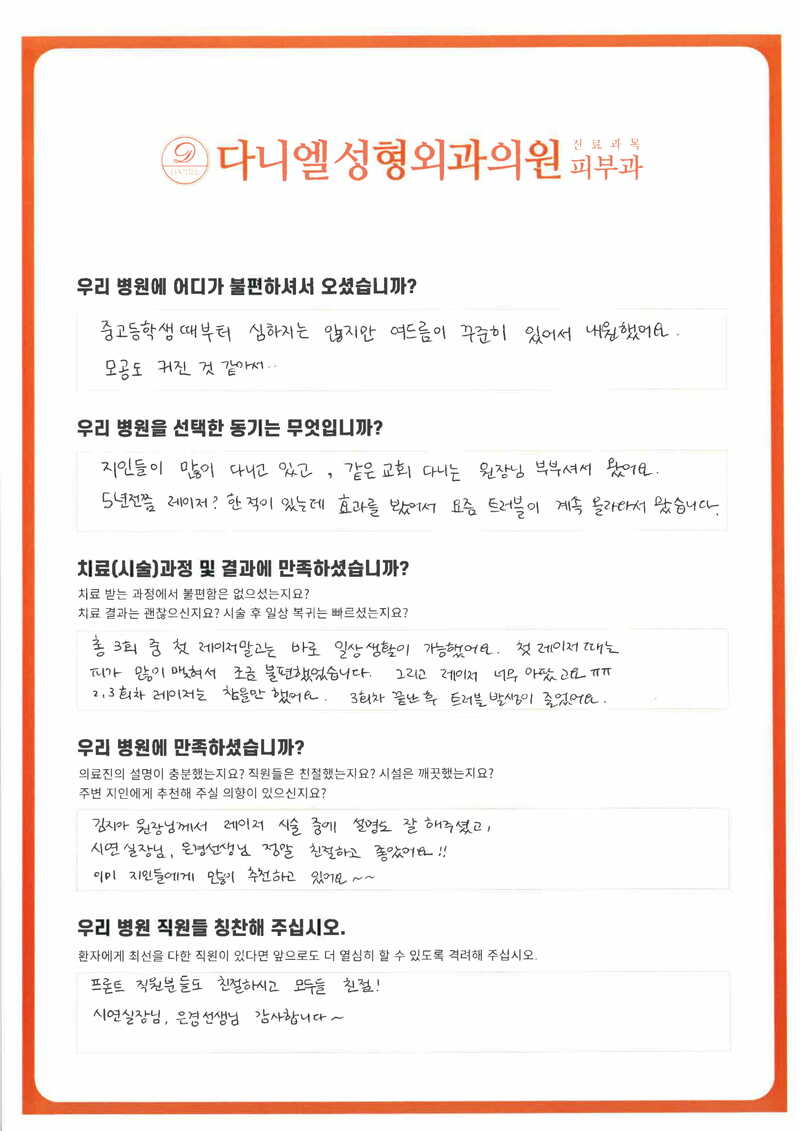 다니엘성형외과의원
진료과목
피부과
우리 병원에 어디가 불편하셔서 오셨습니까?
중고등학생때부터 심하지는 않지만 여드름이 꾸준히 있어서 내원했어요.
모공도 커진 것 같아서..
우리 병원을 선택한 동기는 무엇입니까?
지인들이 많이 다니고 있고, 같은교회 다니는 원장님 부부셔서 왔어요.
5년전쯤 레이저? 한적이 있는데 효과를 봤어서 요즘 트러블이 계속 올라와서 왔습니다.
치료(시술)과정 및 결과에 만족하셨습니까?
치료 받는 과정에서 불편함은 없으셨는지요?
치료 결과는 괜찮으신지요? 시술 후 일상 복귀는 빠르셨는지요?
총 3회 중 첫 레이저말고는 바로 일상생활이 가능했어요. 첫 레이저때는
피가 많이 맺혀서 조금 불편했었습니다. 그리고 레이저 너무 아팠고요ㅠㅠ
2,3회차 레이저는 참을만 했어요. 3회차 끝난 후 트러블 발생이 줄었어요.
우리 병원에 만족하셨습니까?
의료진의 설명이 충분했는지요? 직원들은 친절했는지요? 시설은 깨끗했는지요?
주변 지인에게 추천해 주실 의향이 있으신지요?
김지아 원장님께서 레이저 시술 중에 설명도 잘 해주셨고,
시연실장님, 은경선생님 정말 친절하고 좋았어요!!
이미 지인들에게 많이 추천하고 있어요~~
우리 병원 직원들 칭찬해 주십시오.
환자에게 최선을 다한 직원이 있다면 앞으로도 더 열심히 할 수 있도록 격려해 주십시오.
프론트 직원분들도 친절하시고 모두들 친절!
시연실장님, 은경선생님 감사합니다~